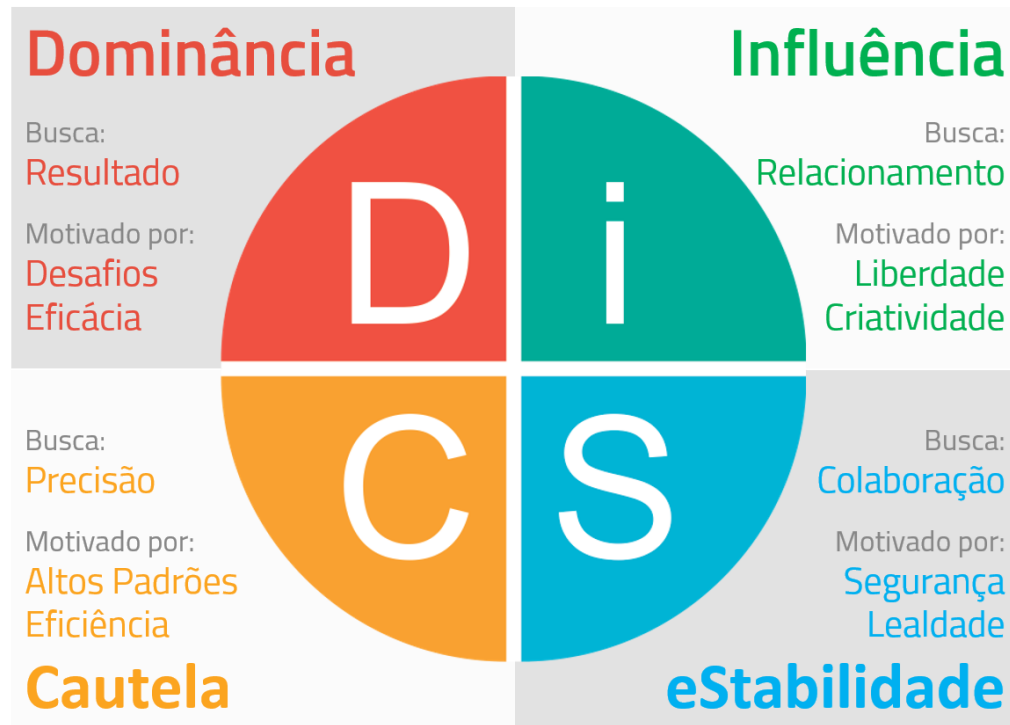 Dominância
Busca:
Resultado
Motivado por:
Desafios
Eficácia
D
Influência
Busca:
Relacionamento
Motivado por:
Liberdade
Criatividade
i
Busca:
Precisão
Motivado por:
Altos Padrões
Eficiência
Cautela
C
Busca:
Colaboração
Motivado por:
Segurança
Lealdade
eStabilidade
S